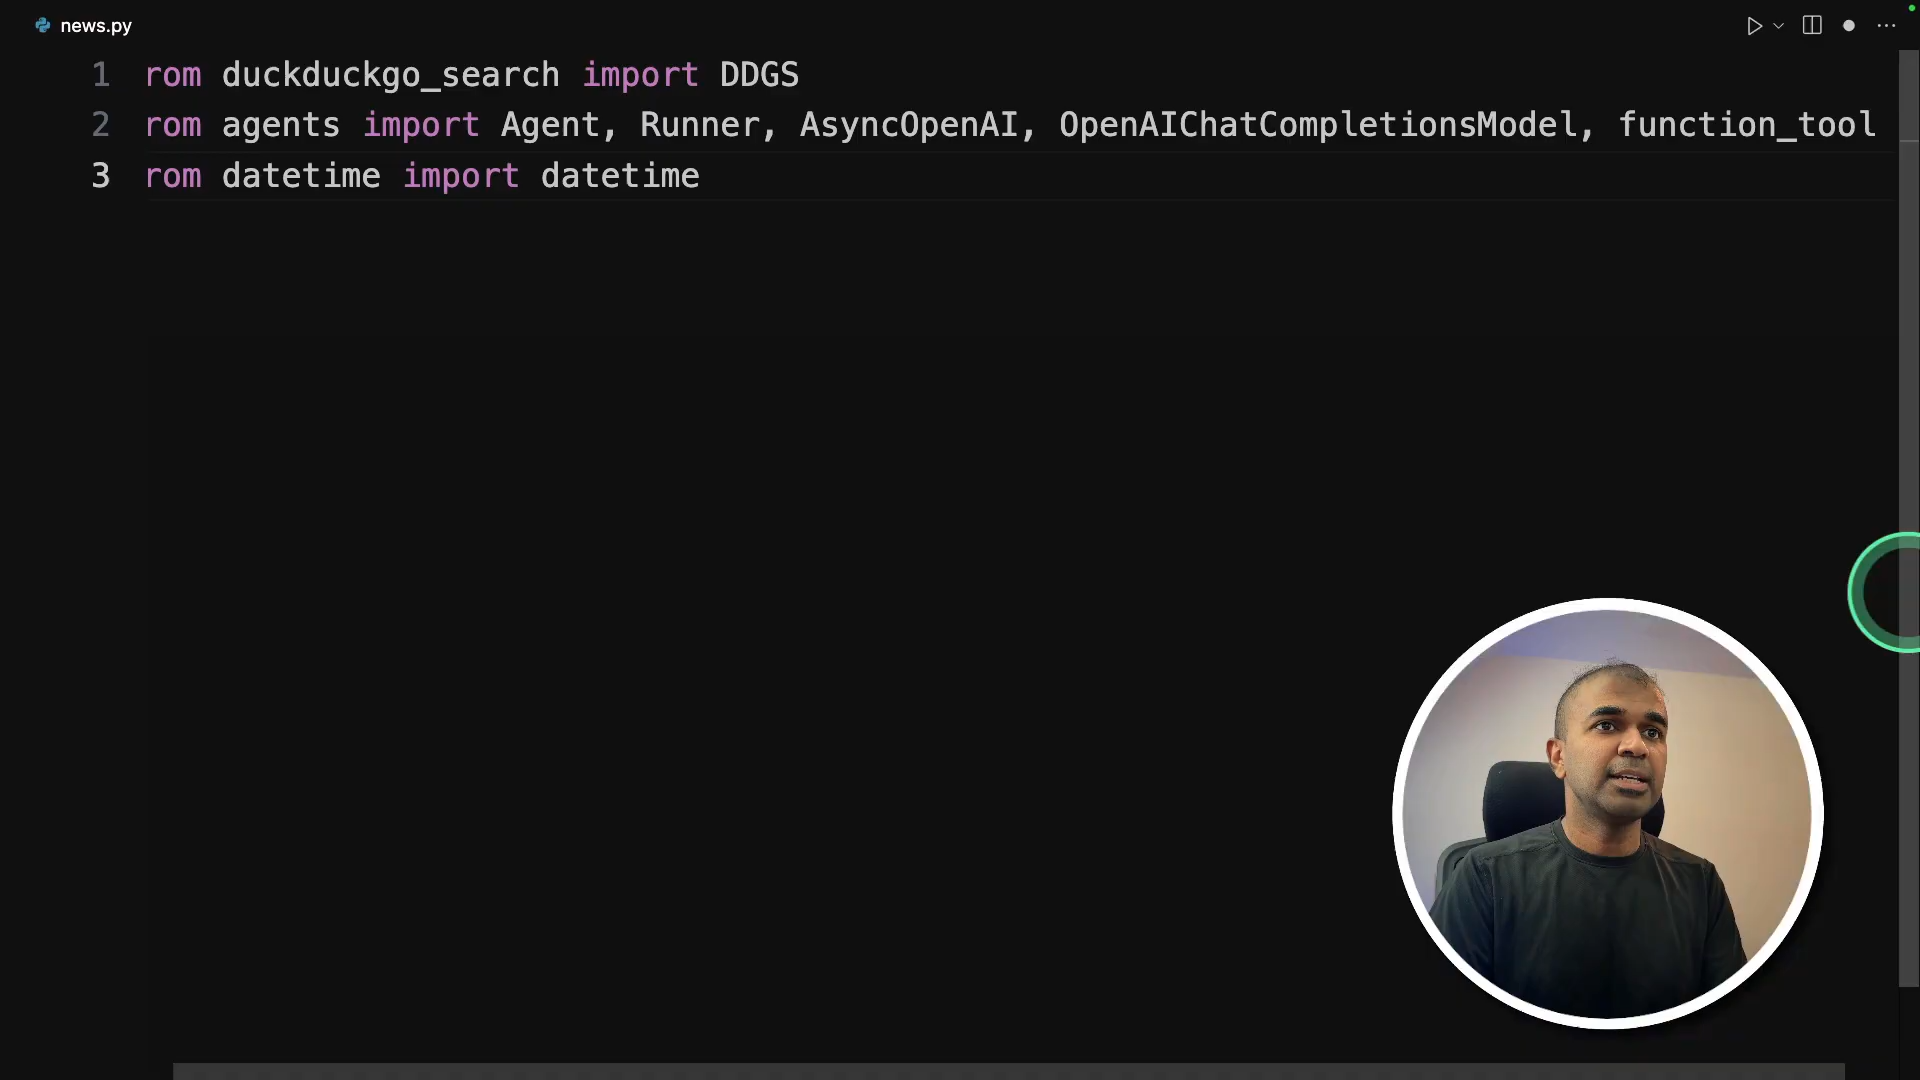 news.py
1 rom duckduckgo_search import DDGS
2 rom agents import Agent, Runner, AsyncOpenAI, OpenAIChatCompletionsModel, function_tool
3 rom datetime import datetime